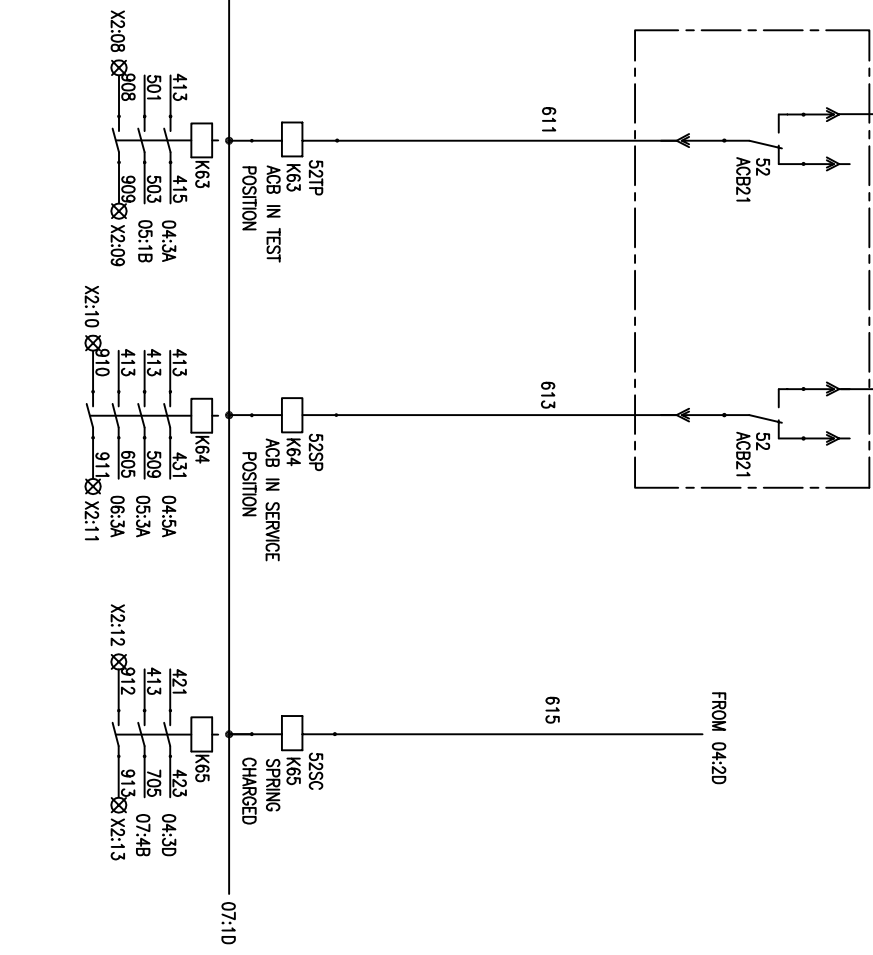 FROM 04:2D
52
ACB21
52
ACB21
611
613
615
52TP
K63
ACB IN TEST
POSITION
52SP
K64
ACB IN SERVICE
POSITION
52SC
K65
SPRING
CHARGED
07:1D
K63
413 415 04:3A
501 503 05:1B
X2:08 908 909 X2:09
K64
413 431 04:5A
413 509 05:3A
413 605 06:3A
X2:10 910 911 X2:11
K65
421 423 04:3D
413 705 07:4B
X2:12 912 913 X2:13